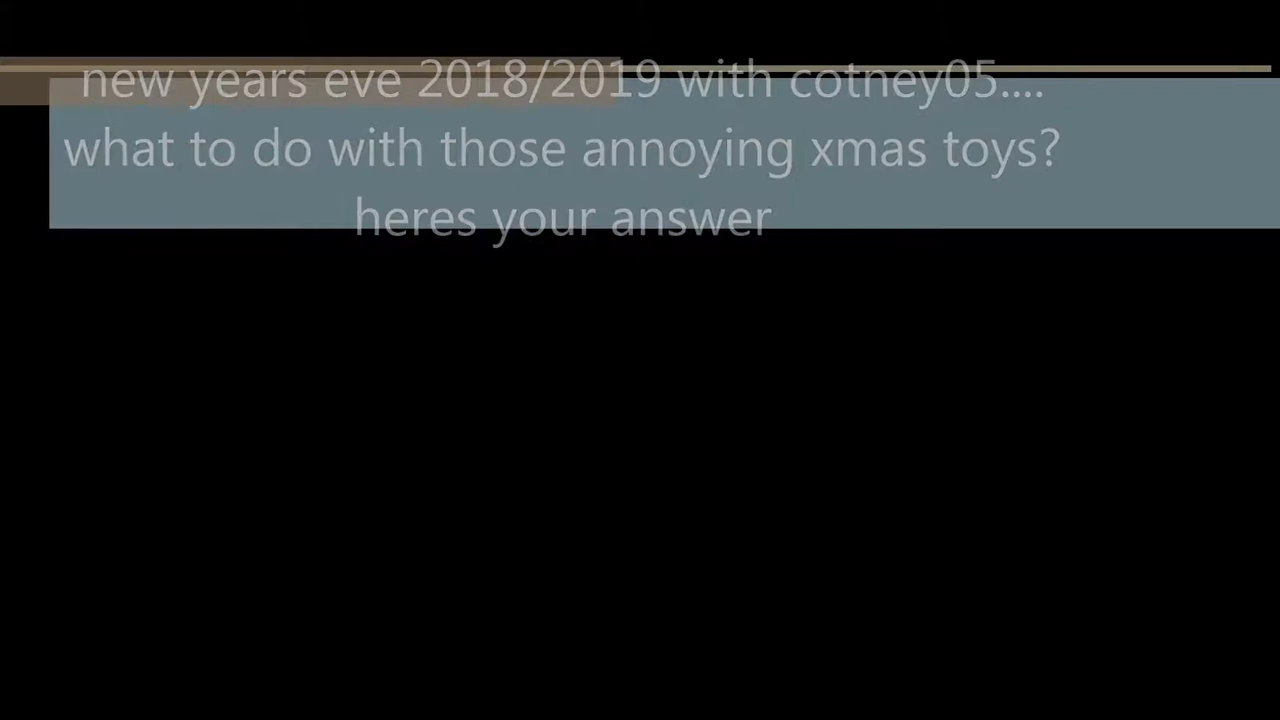 new years eve 2018/2019 with cotney05....
what to do with those annoying xmas toys?
heres your answer